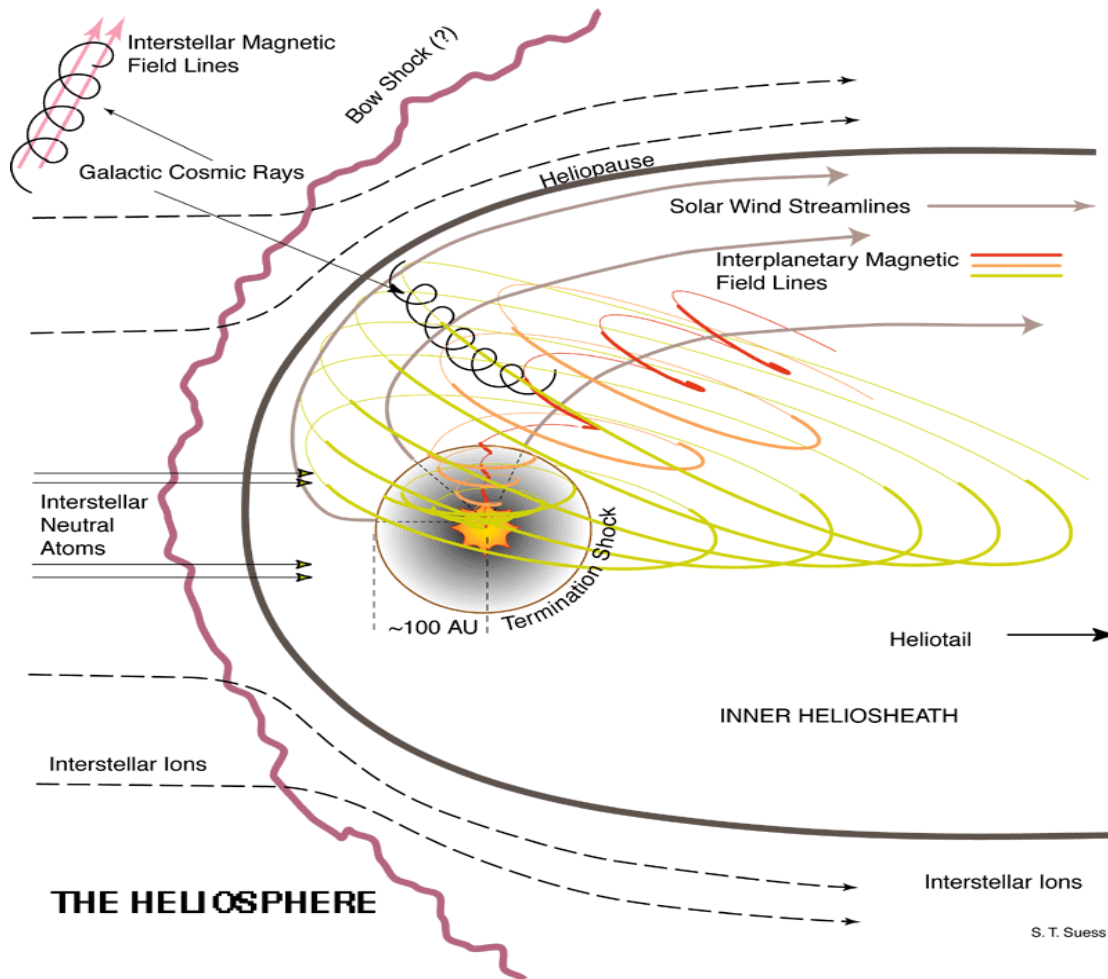 Interstellar Magnetic
Field Lines
Bow Shock (?)
Galactic Cosmic Rays
Heliopause
Solar Wind Streamlines
Interplanetary Magnetic
Field Lines
Interstellar
Neutral
Atoms
Termination Shock
~100 AU
Heliotail
INNER HELIOSHEATH
Interstellar Ions
Interstellar Ions
THE HELIOSPHERE
S. T. Suess